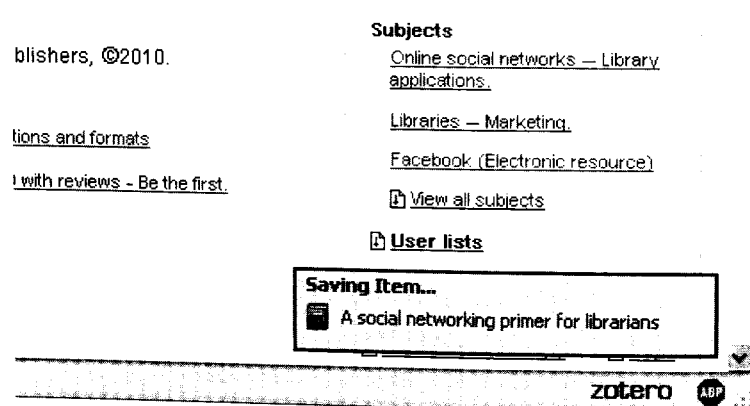 Subjects
blishers, ©2010.
Online social networks — Library
applications.
tions and formats
Libraries — Marketing.
Facebook (Electronic resource)
with reviews - Be the first.
View all subjects
User lists
Saving Item...
A social networking primer for librarians
zotero
ABP